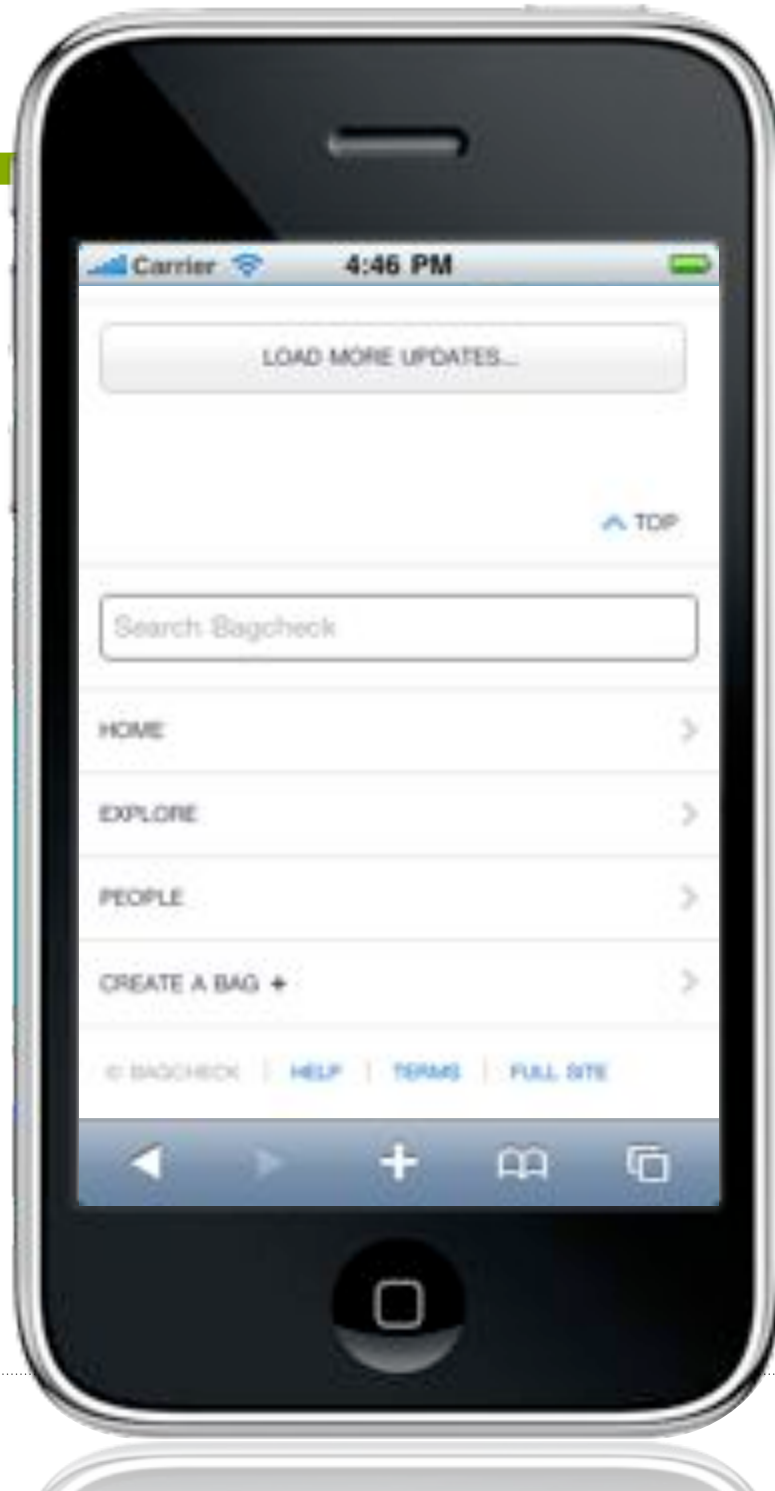 Carrier 4:46 PM
LOAD MORE UPDATES...
TOP
Search Bagcheck
HOME
EXPLORE
PEOPLE
CREATE A BAG +
© BAGCHECK | HELP | TERMS | FULL SITE